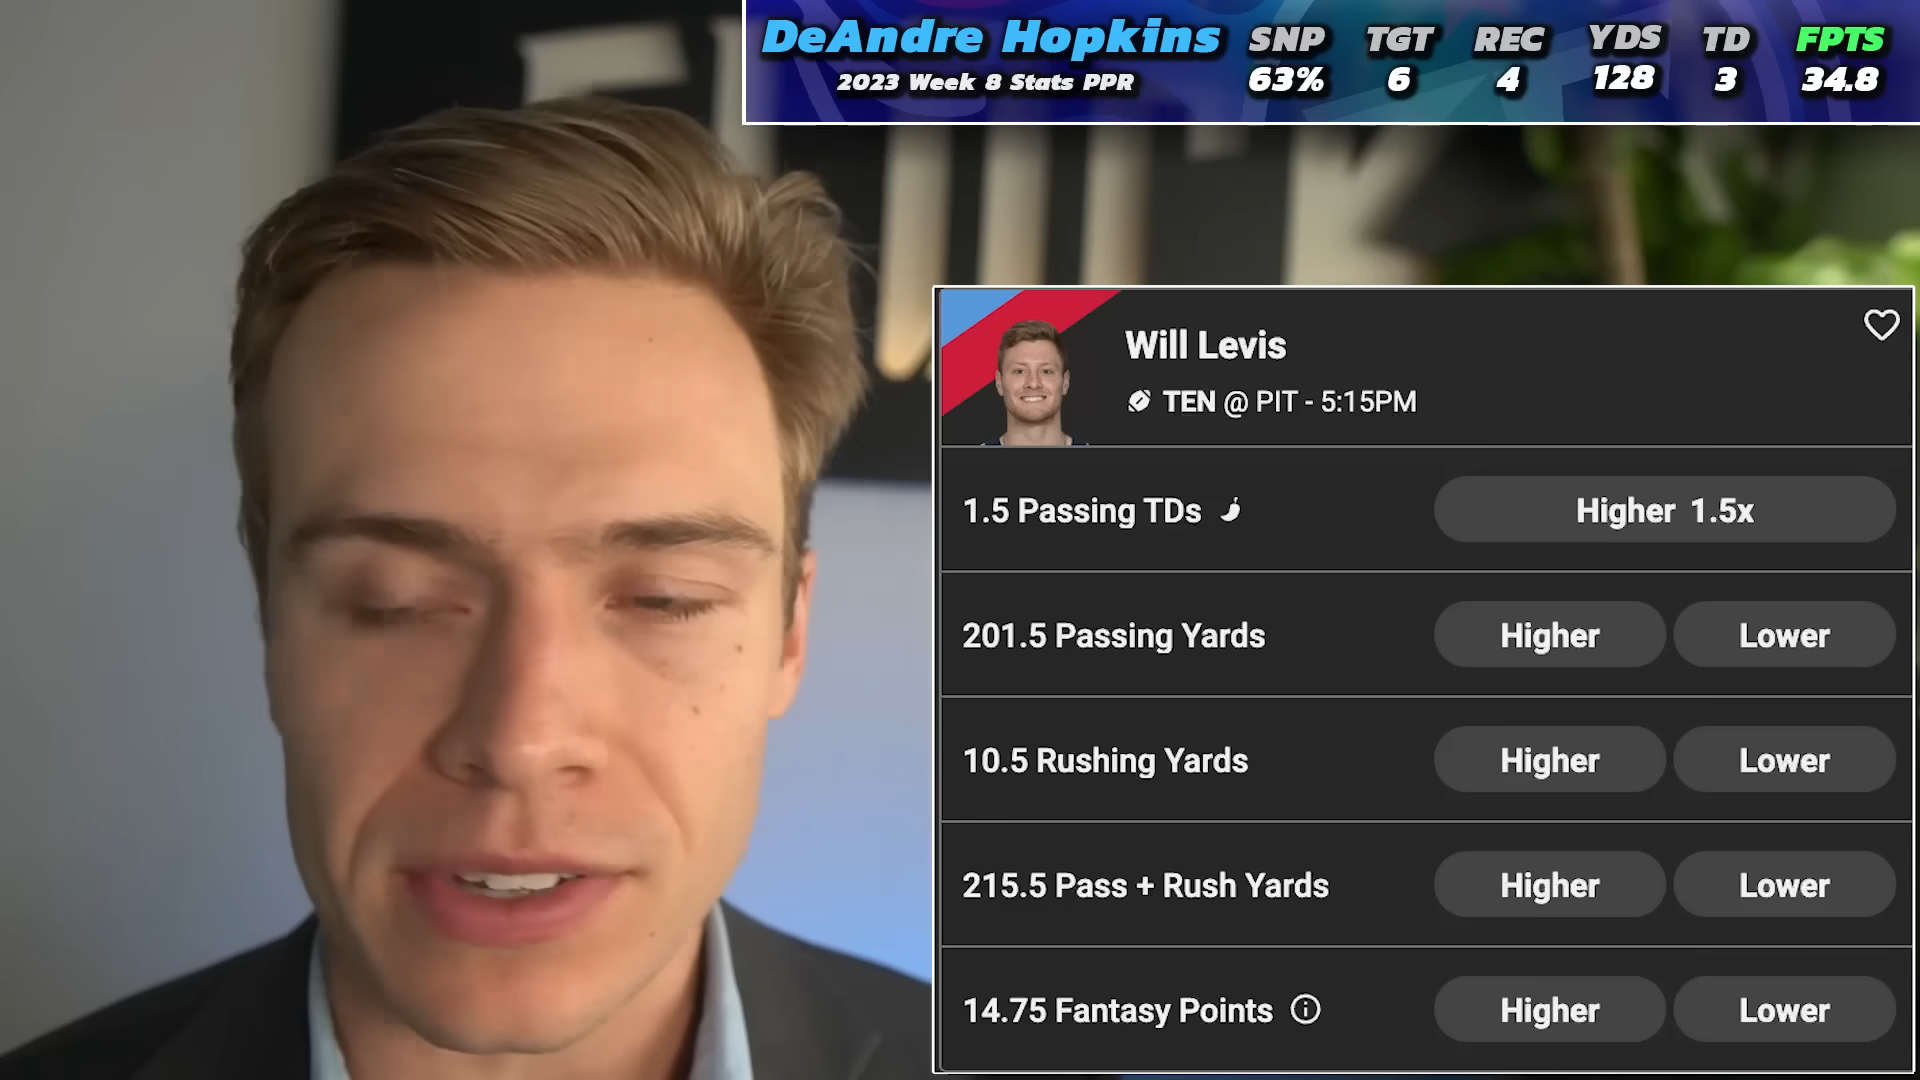 DeAndre Hopkins SNP TGT REC YDS TD FPTS
2023 Week 8 Stats PPR 63% 6 4 128 3 34.8
Will Levis
TEN @ PIT - 5:15PM
1.5 Passing TDs Higher 1.5x
201.5 Passing Yards Higher Lower
10.5 Rushing Yards Higher Lower
215.5 Pass + Rush Yards Higher Lower
14.75 Fantasy Points Higher Lower